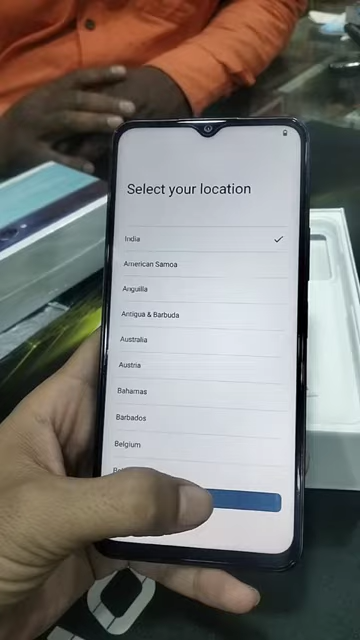 Select your location
India
American Samoa
Anguilla
Antigua & Barbuda
Australia
Austria
Bahamas
Barbados
Belgium